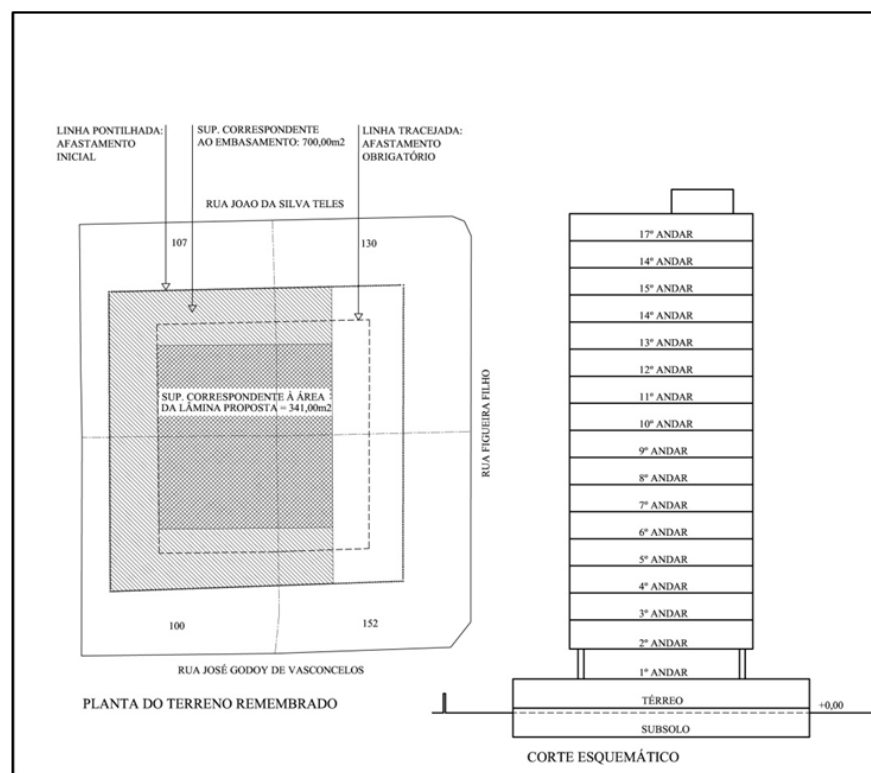 LINHA PONTILHADA:
AFASTAMENTO
INICIAL
SUP. CORRESPONDENTE
AO EMBASAMENTO: 700,00m2
LINHA TRACEJADA:
AFASTAMENTO
OBRIGATÓRIO
RUA JOAO DA SILVA TELES
107
130
SUP. CORRESPONDENTE À ÁREA
DA LÂMINA PROPOSTA = 341,00m2
RUA FIGUEIRA FILHO
100
152
RUA JOSÉ GODOY DE VASCONCELOS
PLANTA DO TERRENO REMEMBRADO
17º ANDAR
14º ANDAR
15º ANDAR
14º ANDAR
13º ANDAR
12º ANDAR
11º ANDAR
10º ANDAR
9º ANDAR
8º ANDAR
7º ANDAR
6º ANDAR
5º ANDAR
4º ANDAR
3º ANDAR
2º ANDAR
1º ANDAR
TÉRREO
+0,00
SUBSOLO
CORTE ESQUEMÁTICO